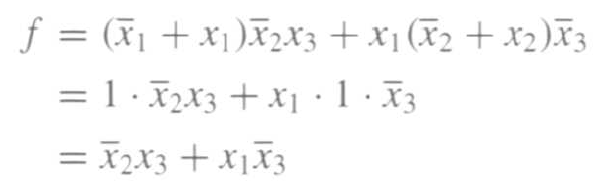 f = (x̅₁ + x₁)x̅₂x₃ + x₁(x̅₂ + x₂)x̅₃
= 1 · x̅₂x₃ + x₁ · 1 · x̅₃
= x̅₂x₃ + x₁x̅₃